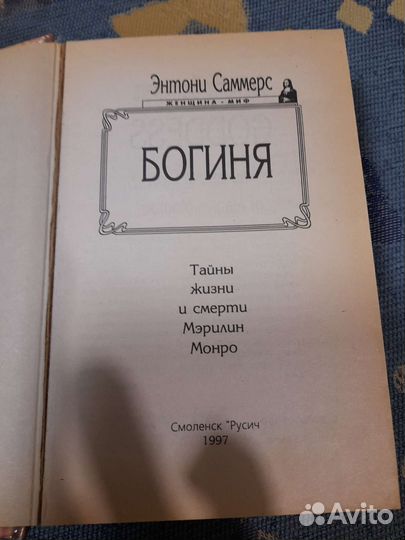 Энтони Саммерс
ЖЕНЩИНА-МИФ
БОГИНЯ
Тайны
жизни
и смерти
Мэрилин
Монро
Смоленск "Русич
1997
Avito